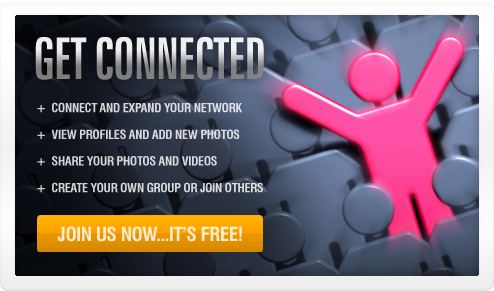 GET CONNECTED
+ CONNECT AND EXPAND YOUR NETWORK
+ VIEW PROFILES AND ADD NEW PHOTOS
+ SHARE YOUR PHOTOS AND VIDEOS
+ CREATE YOUR OWN GROUP OR JOIN OTHERS
JOIN US NOW...IT'S FREE!